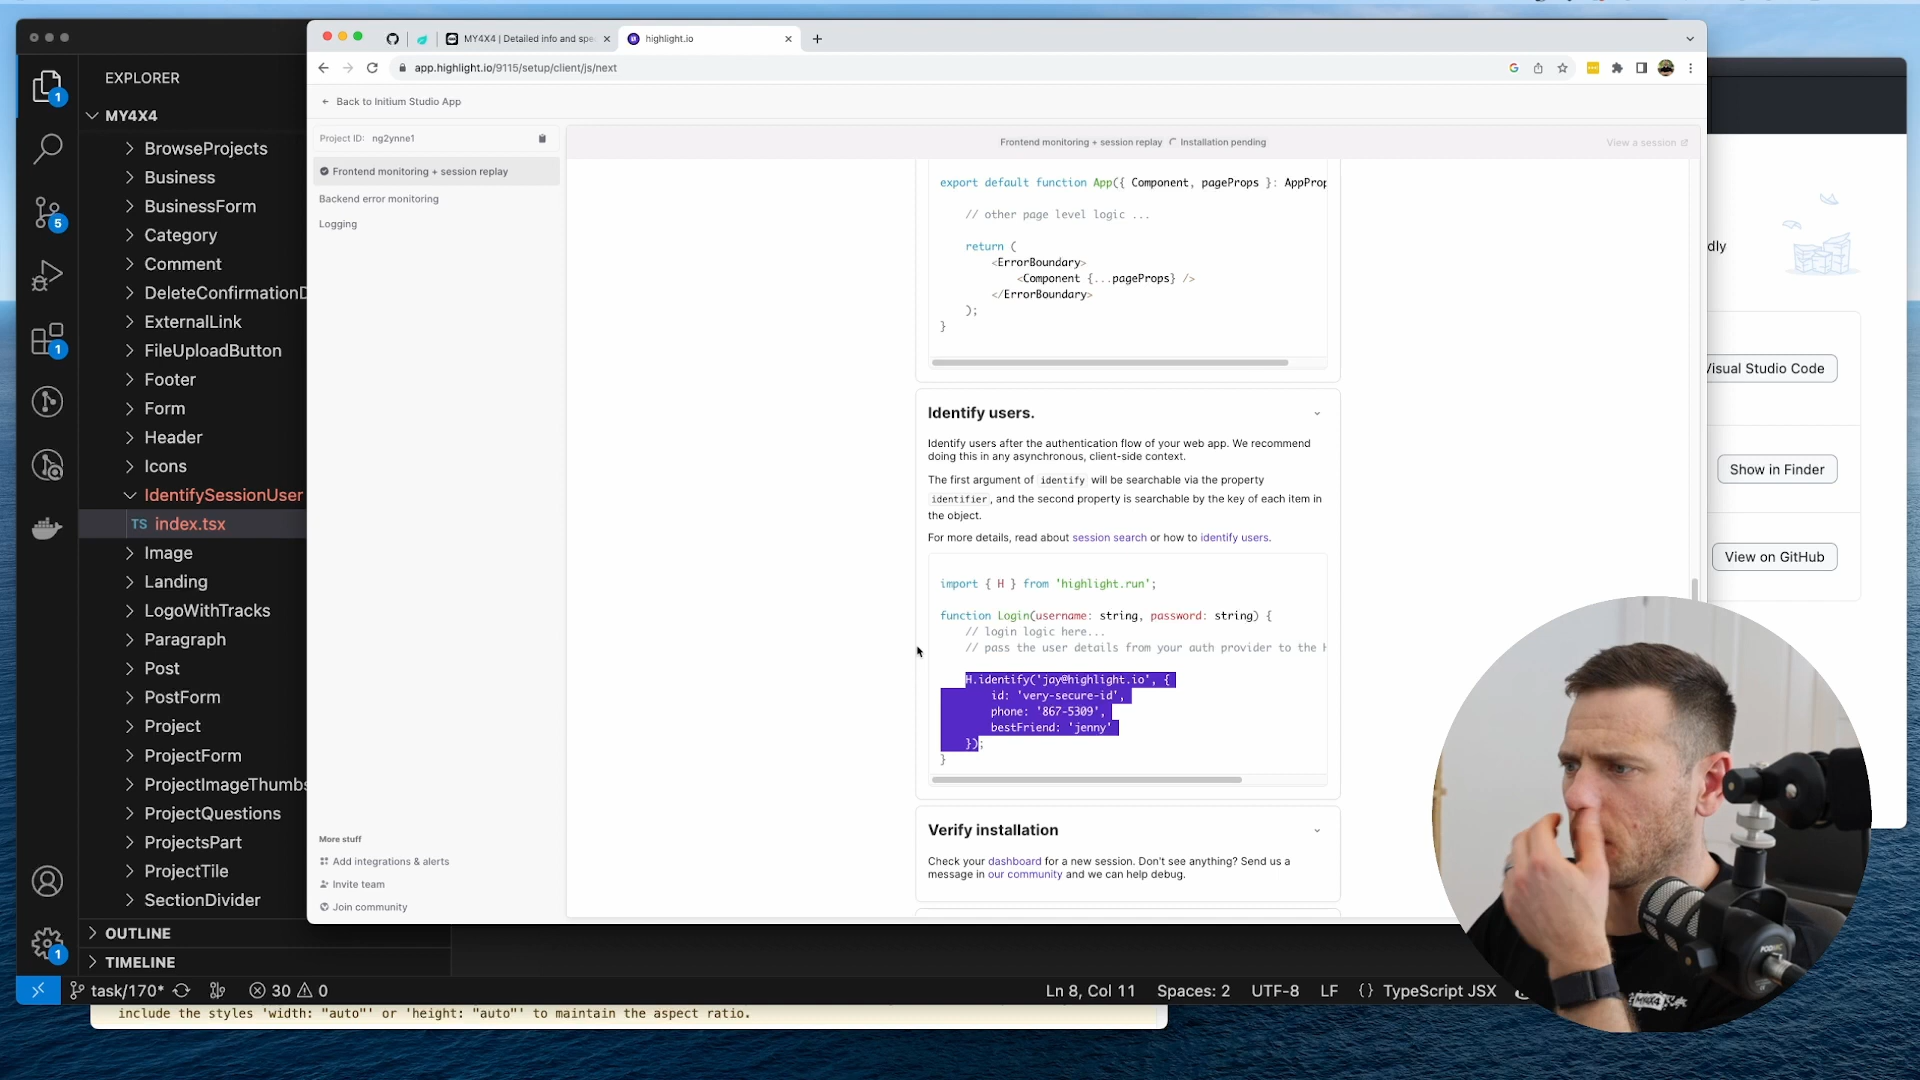 EXPLORER
MY4X4
BrowseProjects
Business
BusinessForm
Category
Comment
DeleteConfirmationD
ExternalLink
FileUploadButton
Footer
Form
Header
Icons
IdentifySessionUser
TS index.tsx
Image
Landing
LogoWithTracks
Paragraph
Post
PostForm
Project
ProjectForm
ProjectImageThumbs
ProjectQuestions
ProjectsPart
ProjectTile
SectionDivider
OUTLINE
TIMELINE
1
5
1
1
MY4X4 | Detailed info and spe
highlight.io
app.highlight.io/9115/setup/client/js/next
Back to Initium Studio App
Project ID: ng2ynne1
Frontend monitoring + session replay
Backend error monitoring
Logging
More stuff
Add integrations & alerts
Invite team
Join community
Frontend monitoring + session replay Installation pending
View a session
export default function App({ Component, pageProps }: AppProp
// other page level logic ...
return (
<ErrorBoundary>
<Component {...pageProps} />
</ErrorBoundary>
);
}
Identify users.
Identify users after the authentication flow of your web app. We recommend
doing this in any asynchronous, client-side context.
The first argument of identify will be searchable via the property
identifier, and the second property is searchable by the key of each item in
the object.
For more details, read about session search or how to identify users.
import { H } from 'highlight.run';
function Login(username: string, password: string) {
// login logic here...
// pass the user details from your auth provider to the H
H.identify('jay@highlight.io', {
id: 'very-secure-id',
phone: '867-5309',
bestFriend: 'jenny'
});
}
Verify installation
Check your dashboard for a new session. Don't see anything? Send us a
message in our community and we can help debug.
dly
Visual Studio Code
Show in Finder
View on GitHub
task/170* 30 0
Ln 8, Col 11 Spaces: 2 UTF-8 LF {} TypeScript JSX
include the styles 'width: "auto"' or 'height: "auto"' to maintain the aspect ratio.